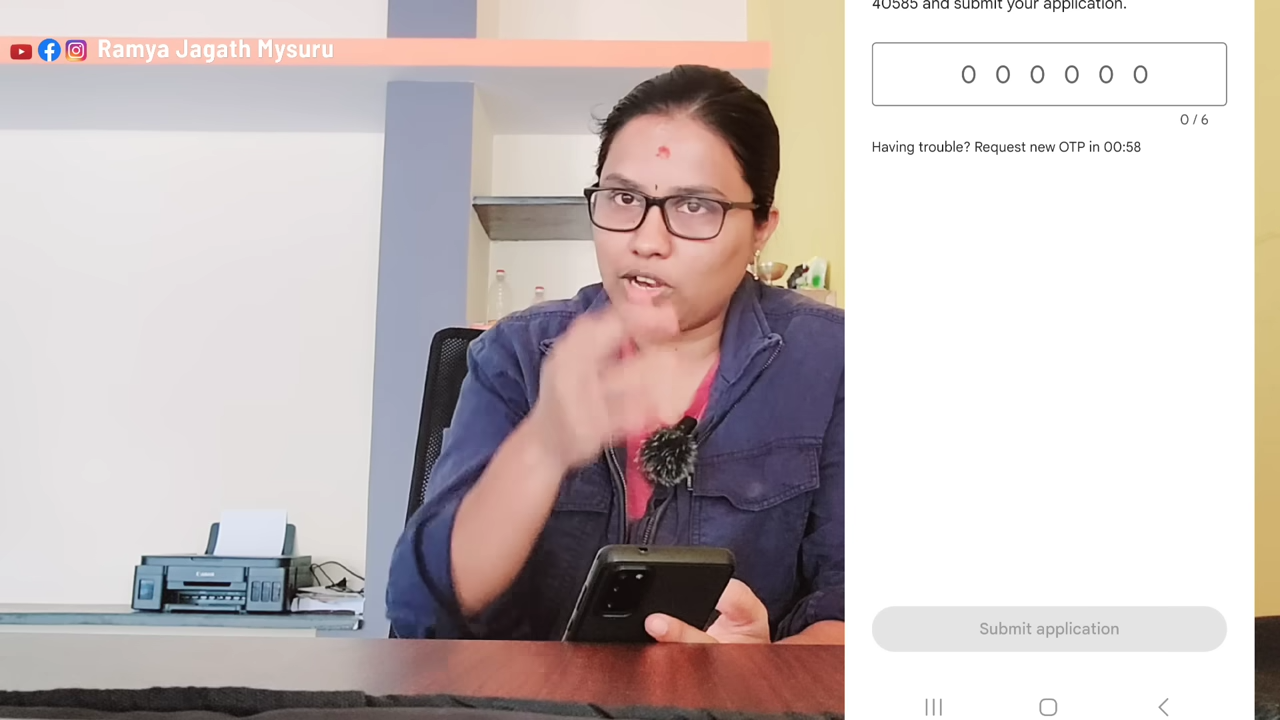 Ramya Jagath Mysuru
40585 and submit your application.
0 0 0 0 0 0
0 / 6
Having trouble? Request new OTP in 00:58
Canon
Submit application